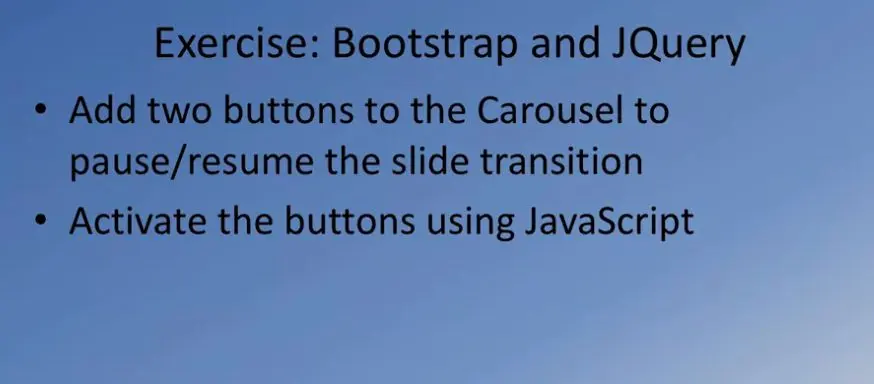 Exercise: Bootstrap and JQuery
• Add two buttons to the Carousel to
pause/resume the slide transition
• Activate the buttons using JavaScript